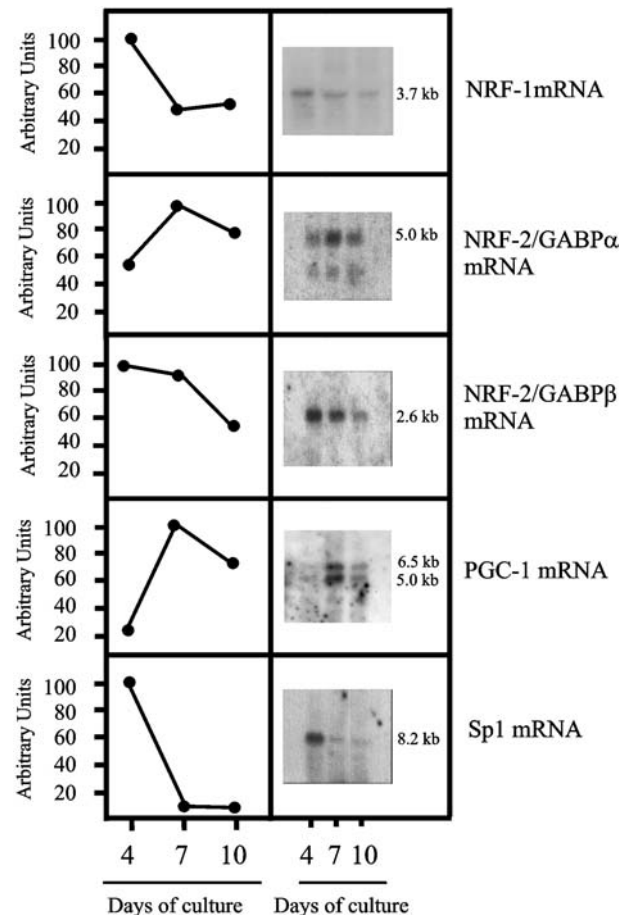 Arbitrary Units
100
80
60
40
20
3.7 kb
NRF-1mRNA
Arbitrary Units
100
80
60
40
20
5.0 kb
NRF-2/GABPα
mRNA
Arbitrary Units
100
80
60
40
20
2.6 kb
NRF-2/GABPβ
mRNA
Arbitrary Units
100
80
60
40
20
6.5 kb
5.0 kb
PGC-1 mRNA
Arbitrary Units
100
80
60
40
20
8.2 kb
Sp1 mRNA
4 7 10
4 7 10
Days of culture
Days of culture